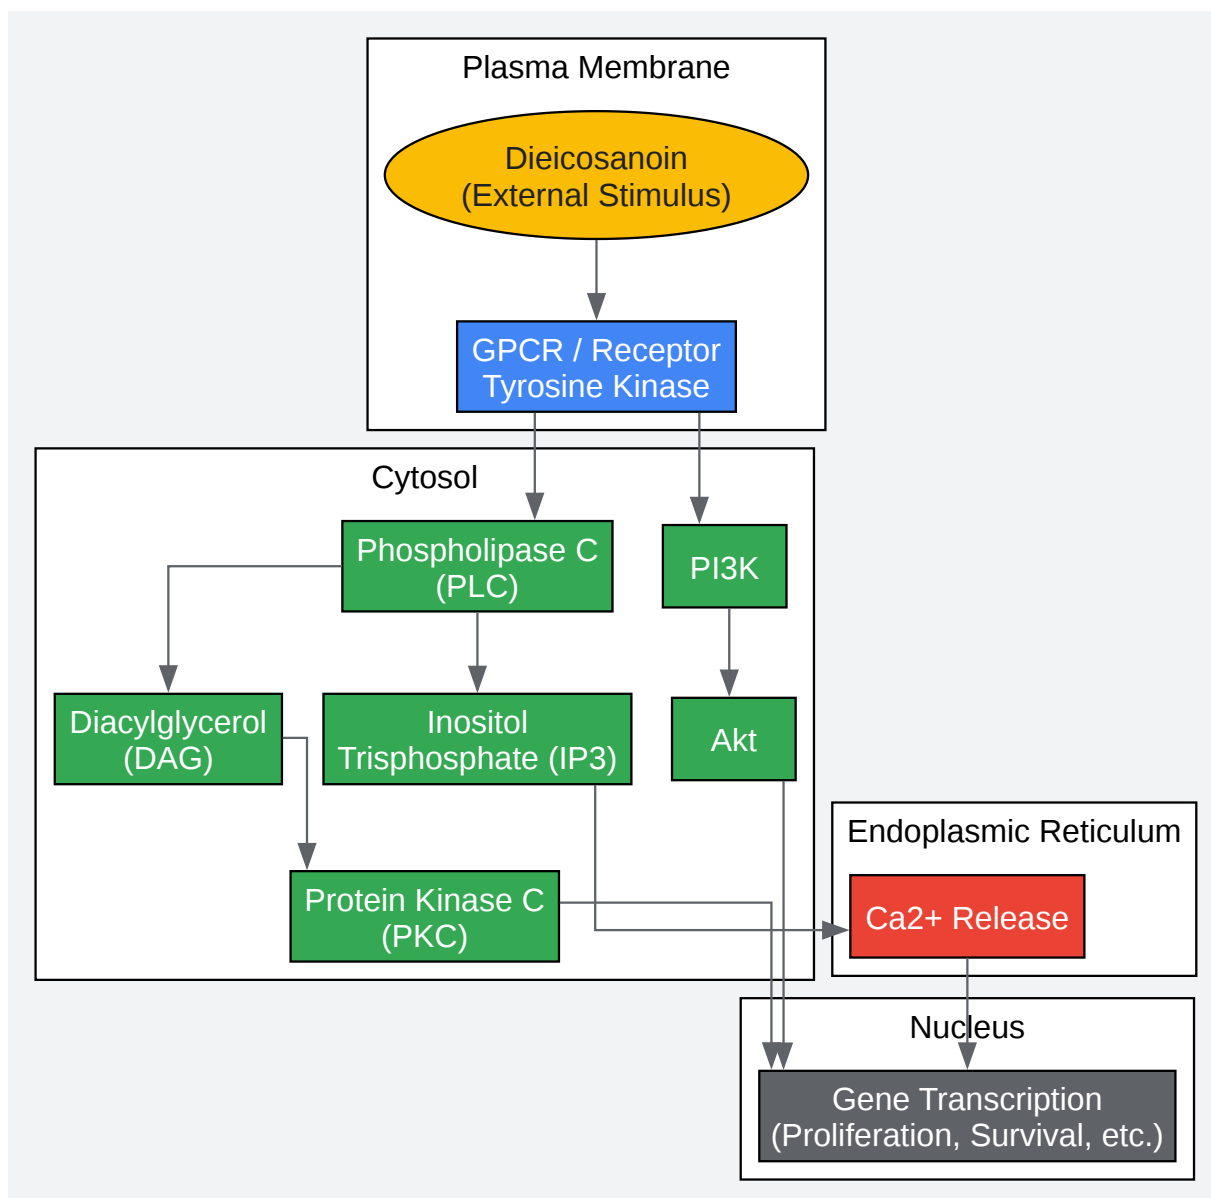 Plasma Membrane
Dieicosanoin
(External Stimulus)
GPCR / Receptor
Tyrosine Kinase
Cytosol
Phospholipase C
(PLC)
PI3K
Diacylglycerol
(DAG)
Inositol
Trisphosphate (IP3)
Akt
Endoplasmic Reticulum
Protein Kinase C
(PKC)
Ca2+ Release
Nucleus
Gene Transcription
(Proliferation, Survival, etc.)